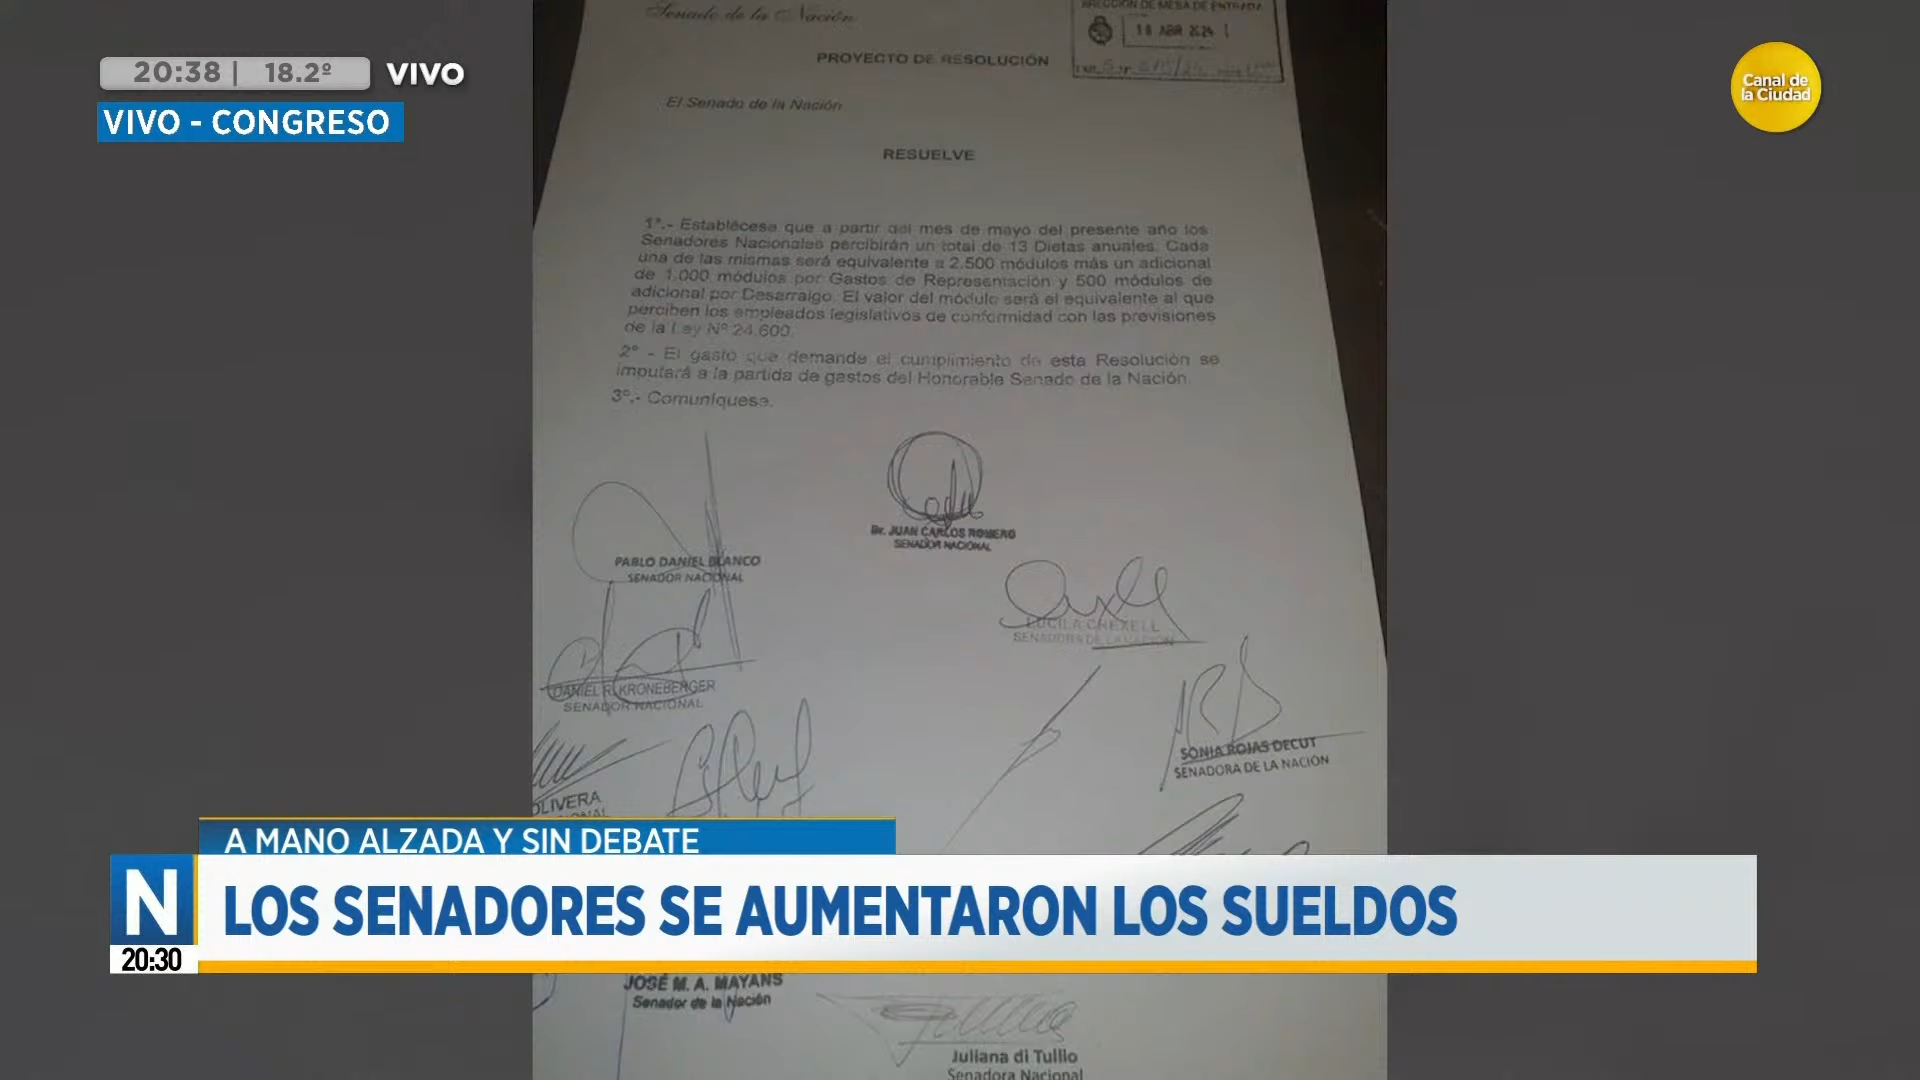 20:38 | 18.2º VIVO
VIVO - CONGRESO
Canal de
la Ciudad
Senado de la Nación
DIRECCIÓN DE MESA DE ENTRADA
18 ABR 2024
PROYECTO DE RESOLUCIÓN
El Senado de la Nación
RESUELVE
1º.- Establécese que a partir del mes de mayo del presente año los
Senadores Nacionales percibirán un total de 13 Dietas anuales. Cada
una de las mismas será equivalente a 2.500 módulos más un adicional
de 1.000 módulos por Gastos de Representación y 500 módulos de
adicional por Desarraigo. El valor del módulo será el equivalente al que
perciben los empleados legislativos de conformidad con las previsiones
de la Ley Nº 24.600.
2º - El gasto que demande el cumplimiento de esta Resolución se
imputará a la partida de gastos del Honorable Senado de la Nación.
3º.- Comuníquese.
Dr. JUAN CARLOS ROMERO
SENADOR NACIONAL
PABLO DANIEL BLANCO
SENADOR NACIONAL
LUCILA CREXELL
SENADORA DE LA NACIÓN
DANIEL R. KRONEBERGER
SENADOR NACIONAL
SONIA ROJAS DECUT
SENADORA DE LA NACIÓN
OLIVERA
A MANO ALZADA Y SIN DEBATE
N
LOS SENADORES SE AUMENTARON LOS SUELDOS
20:30
JOSÉ M. A. MAYANS
Senador de la Nación
Juliana di Tullio
Senadora Nacional